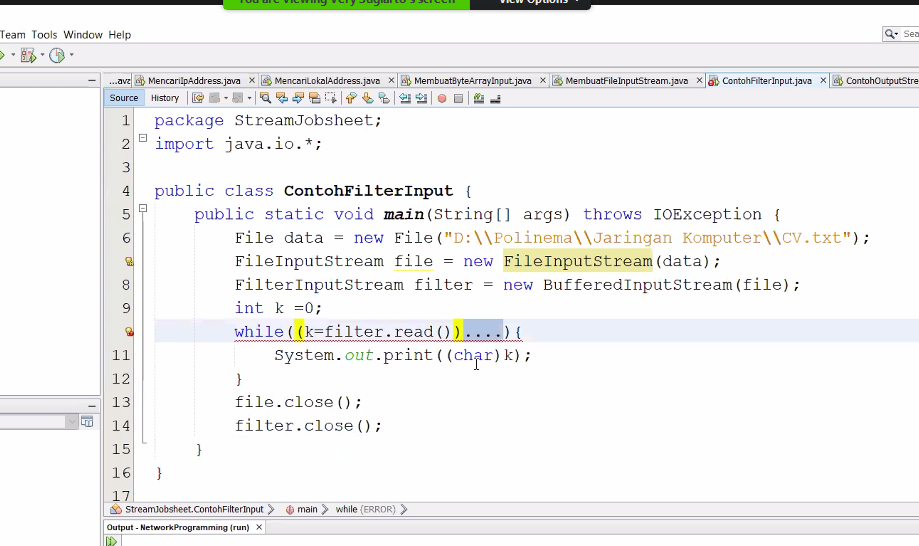 You are viewing Very Sugiarto's screen View Options
Team Tools Window Help
...ava MencariIpAddress.java MencariLokalAddress.java MembuatByteArrayInput.java MembuatFileInputStream.java ContohFilterInput.java ContohOutputStre
Source History
1 package StreamJobsheet;
2 import java.io.*;
3
4 public class ContohFilterInput {
5 public static void main(String[] args) throws IOException {
6 File data = new File("D:\\Polinema\\Jaringan Komputer\\CV.txt");
FileInputStream file = new FileInputStream(data);
8 FilterInputStream filter = new BufferedInputStream(file);
9 int k =0;
while((k=filter.read())....){
11 System.out.print((char)k);
12 }
13 file.close();
14 filter.close();
15 }
16 }
17
StreamJobsheet.ContohFilterInput main while (ERROR)
Output - NetworkProgramming (run)